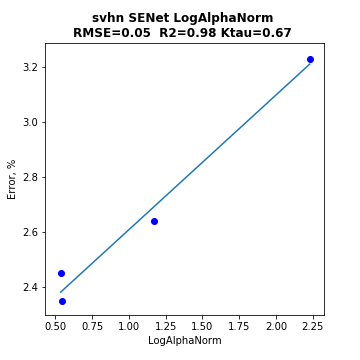 svhn SENet LogAlphaNorm
RMSE=0.05 R2=0.98 Ktau=0.67
Error, %
3.2
3.0
2.8
2.6
2.4
0.50 0.75 1.00 1.25 1.50 1.75 2.00 2.25
LogAlphaNorm